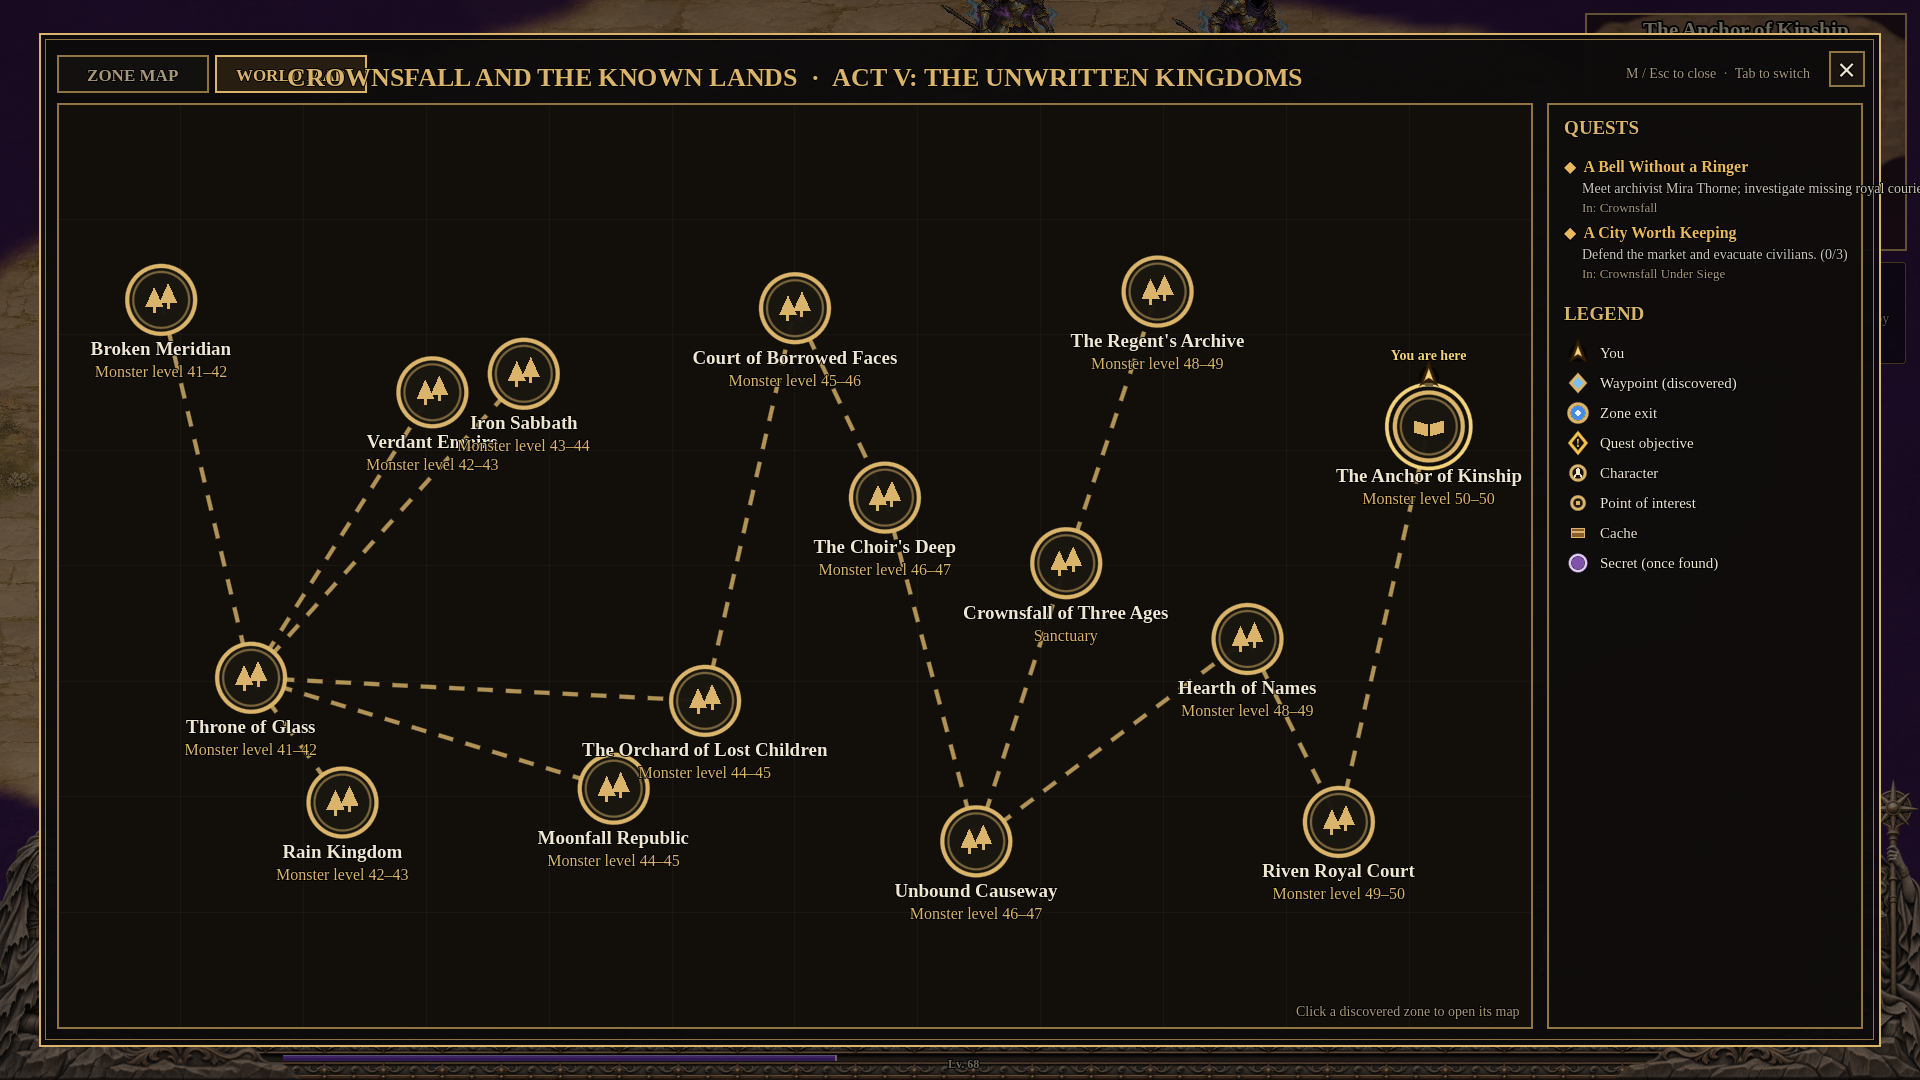 The Anchor of Kinship
ZONE MAP
WORLD MAP
CROWNSFALL AND THE KNOWN LANDS · ACT V: THE UNWRITTEN KINGDOMS
M / Esc to close · Tab to switch
QUESTS
A Bell Without a Ringer
Meet archivist Mira Thorne; investigate missing royal courie
In: Crownsfall
A City Worth Keeping
Defend the market and evacuate civilians. (0/3)
In: Crownsfall Under Siege
LEGEND
You
Waypoint (discovered)
Zone exit
Quest objective
Character
Point of interest
Cache
Secret (once found)
Broken Meridian
Monster level 41–42
Verdant Empire
Monster level 42–43
Iron Sabbath
Monster level 43–44
Court of Borrowed Faces
Monster level 45–46
The Regent's Archive
Monster level 48–49
You are here
The Anchor of Kinship
Monster level 50–50
The Choir's Deep
Monster level 46–47
Crownsfall of Three Ages
Sanctuary
Hearth of Names
Monster level 48–49
Throne of Glass
Monster level 41–42
The Orchard of Lost Children
Monster level 44–45
Rain Kingdom
Monster level 42–43
Moonfall Republic
Monster level 44–45
Unbound Causeway
Monster level 46–47
Riven Royal Court
Monster level 49–50
Click a discovered zone to open its map
Lv. 68